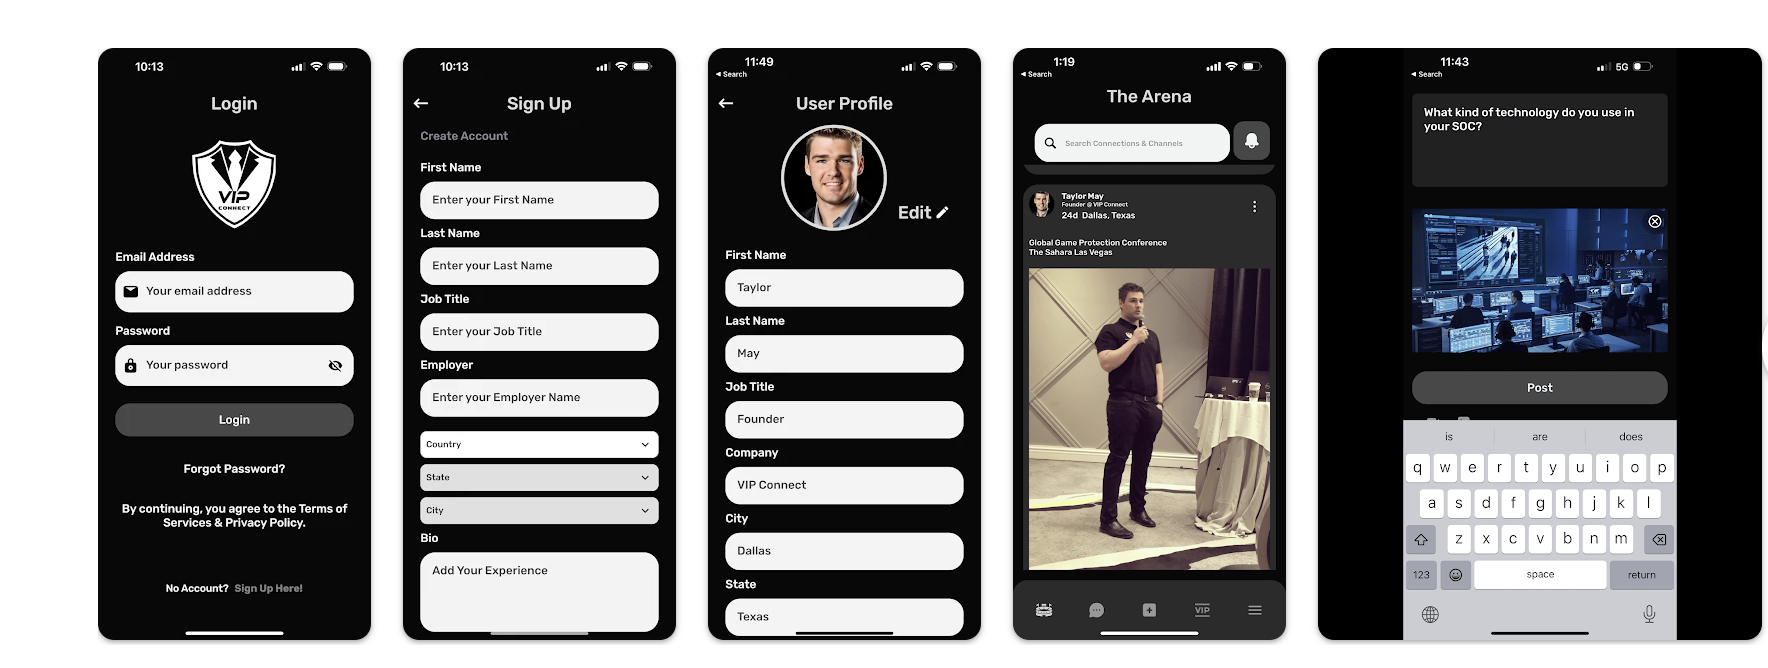 10:13
Login
VIP
CONNECT
Email Address
Your email address
Password
Your password
Login
Forgot Password?
By continuing, you agree to the Terms of
Services & Privacy Policy.
No Account? Sign Up Here!
10:13
Sign Up
Create Account
First Name
Enter your First Name
Last Name
Enter your Last Name
Job Title
Enter your Job Title
Employer
Enter your Employer Name
Country
State
City
Bio
Add Your Experience
11:49
Search
User Profile
Edit
First Name
Taylor
Last Name
May
Job Title
Founder
Company
VIP Connect
City
Dallas
State
Texas
1:19
Search
The Arena
Search Connections & Channels
Taylor May
Founder @ VIP Connect
24d Dallas, Texas
Global Game Protection Conference
The Sahara Las Vegas
VIP
11:43
5G
Search
What kind of technology do you use in
your SOC?
Post
is are does
q w e r t y u i o p
a s d f g h j k l
z x c v b n m
123 space return